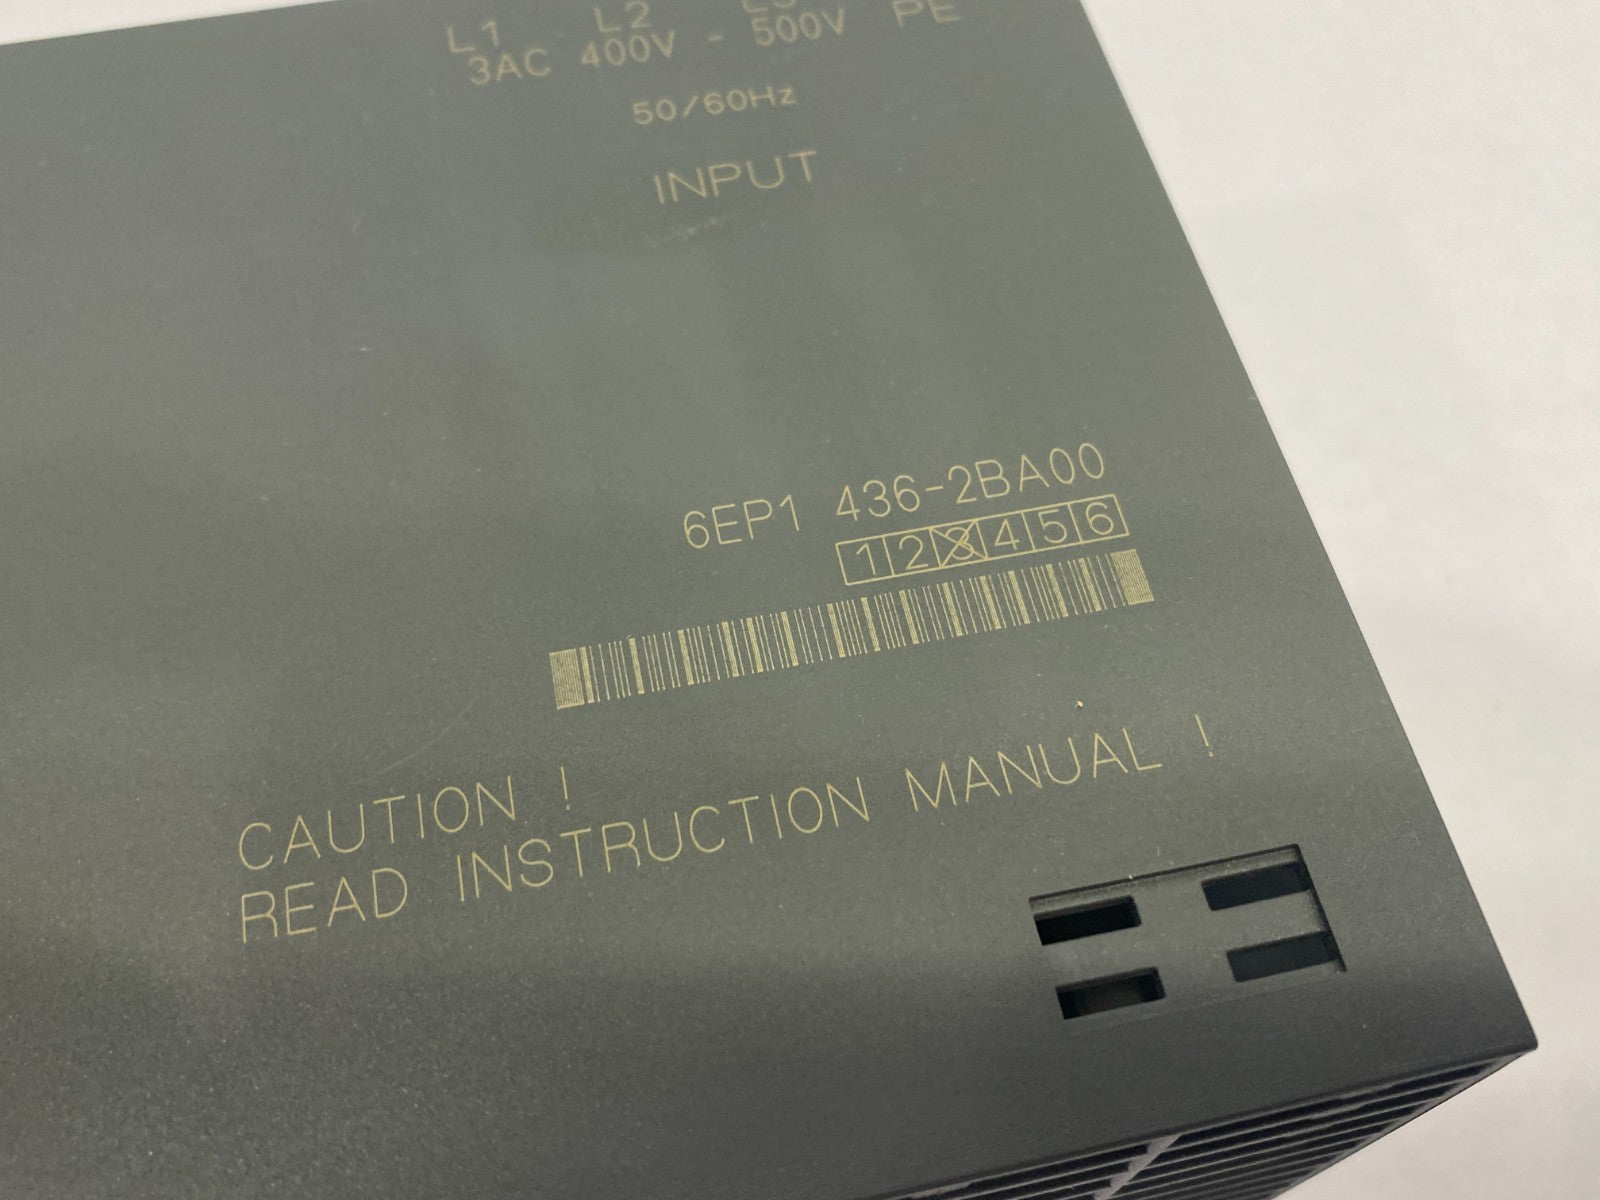 L1 L2 L3 PE
3AC 400V - 500V
50/60Hz
INPUT
6EP1 436-2BA00
1 2 3 4 5 6
CAUTION !
READ INSTRUCTION MANUAL !